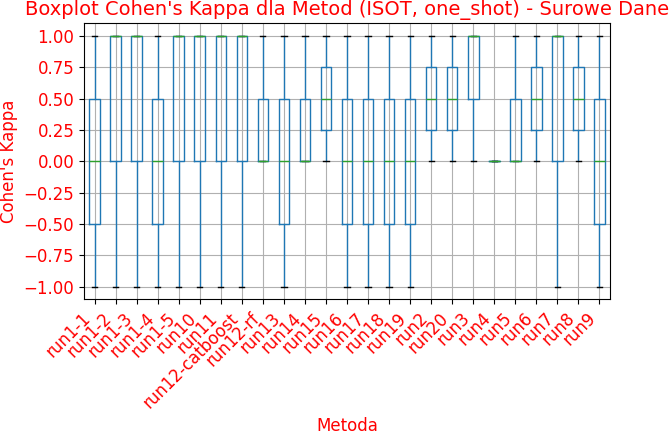 Boxplot Cohen's Kappa dla Metod (ISOT, one_shot) - Surowe Dane
Cohen's Kappa
1.00
0.75
0.50
0.25
0.00
−0.25
−0.50
−0.75
−1.00
run1-1
run1-2
run1-3
run1-4
run1-5
run10
run11
run12-catboost
run12-rf
run13
run14
run15
run16
run17
run18
run19
run2
run20
run3
run4
run5
run6
run7
run8
run9
Metoda